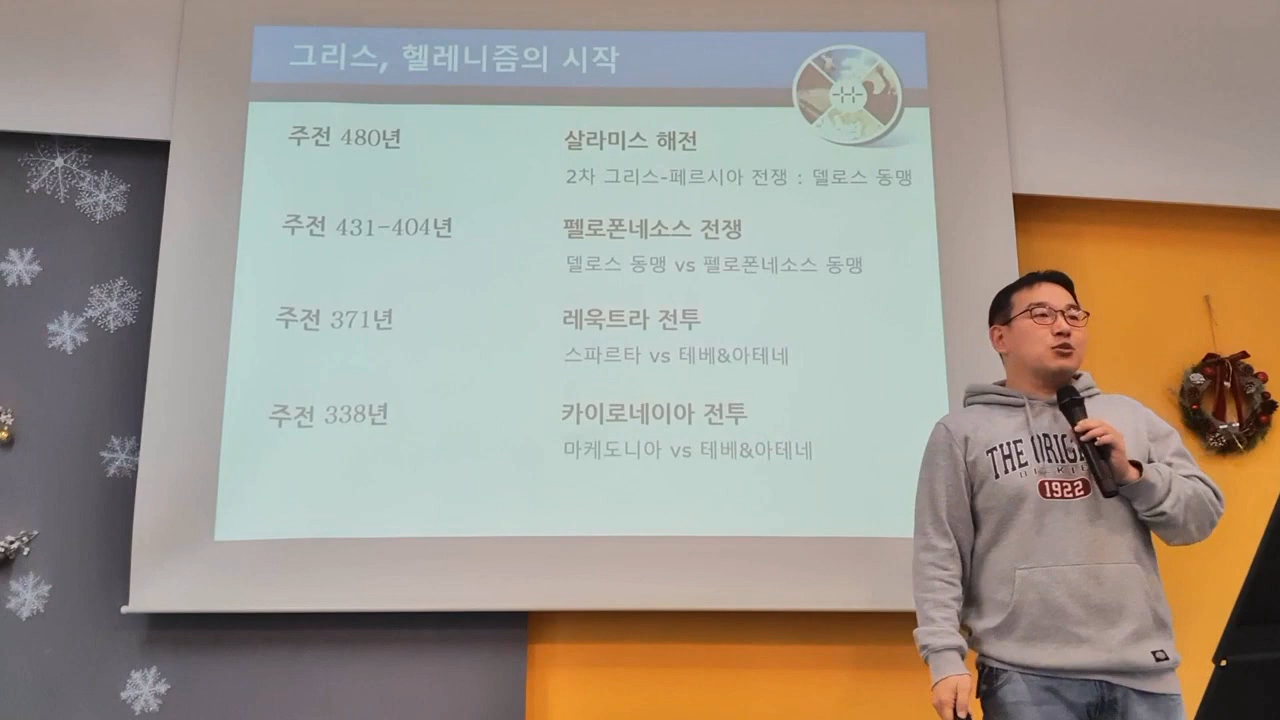 그리스, 헬레니즘의 시작
주전 480년 살라미스 해전
2차 그리스-페르시아 전쟁 : 델로스 동맹
주전 431-404년 펠로폰네소스 전쟁
델로스 동맹 vs 펠로폰네소스 동맹
주전 371년 레욱트라 전투
스파르타 vs 테베&아테네
주전 338년 카이로네이아 전투
마케도니아 vs 테베&아테네
THE ORIG
1922